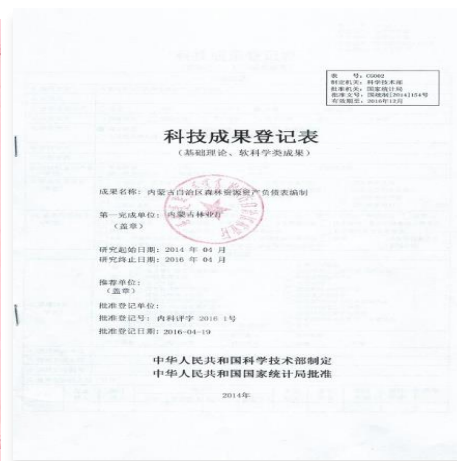 表    号：CG002
制定机关：科学技术部
批准机关：国家统计局
批准文号：国统制[2014]154号
有效期至：2016年12月
科技成果登记表
（基础理论、软科学类成果）
成果名称：内蒙古自治区森林资源资产负债表编制
第一完成单位：内蒙古林业厅
（盖章）
研究起始日期：2014 年 04 月
研究终止日期：2016 年 04 月
推荐单位：
（盖章）
批准登记单位：
批准登记号：内科评字 2016 1号
批准登记日期：2016-04-19
中华人民共和国科学技术部制定
中华人民共和国国家统计局批准
2014年